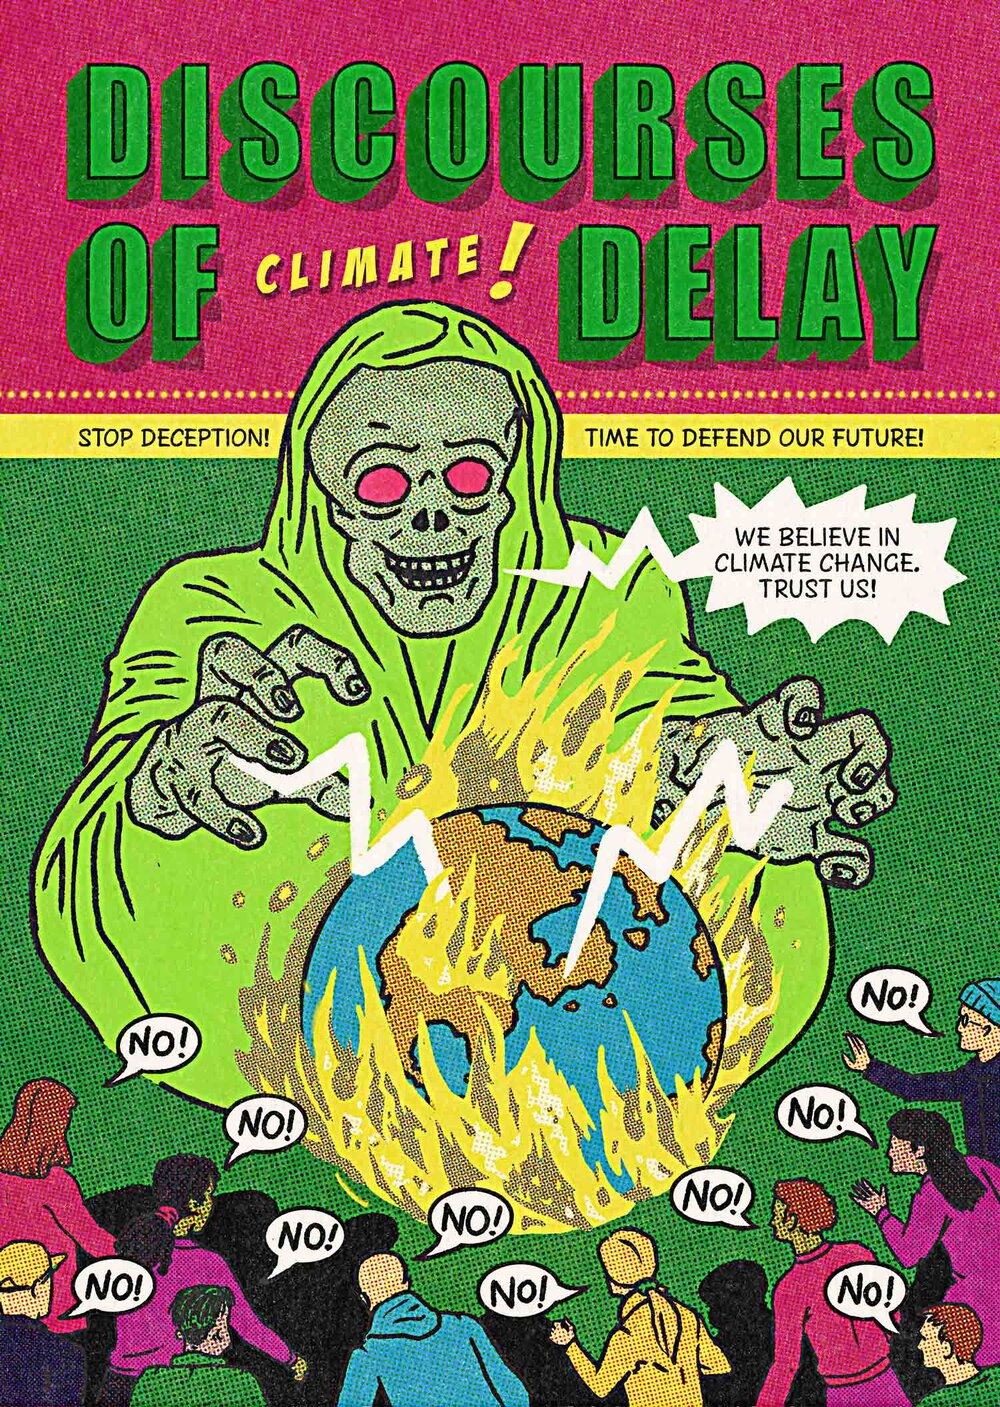 DISCOURSES
OF CLIMATE! DELAY
STOP DECEPTION!
TIME TO DEFEND OUR FUTURE!
WE BELIEVE IN
CLIMATE CHANGE.
TRUST US!
NO!
NO!
NO!
NO!
NO!
NO!
NO!
NO!
NO!
NO!